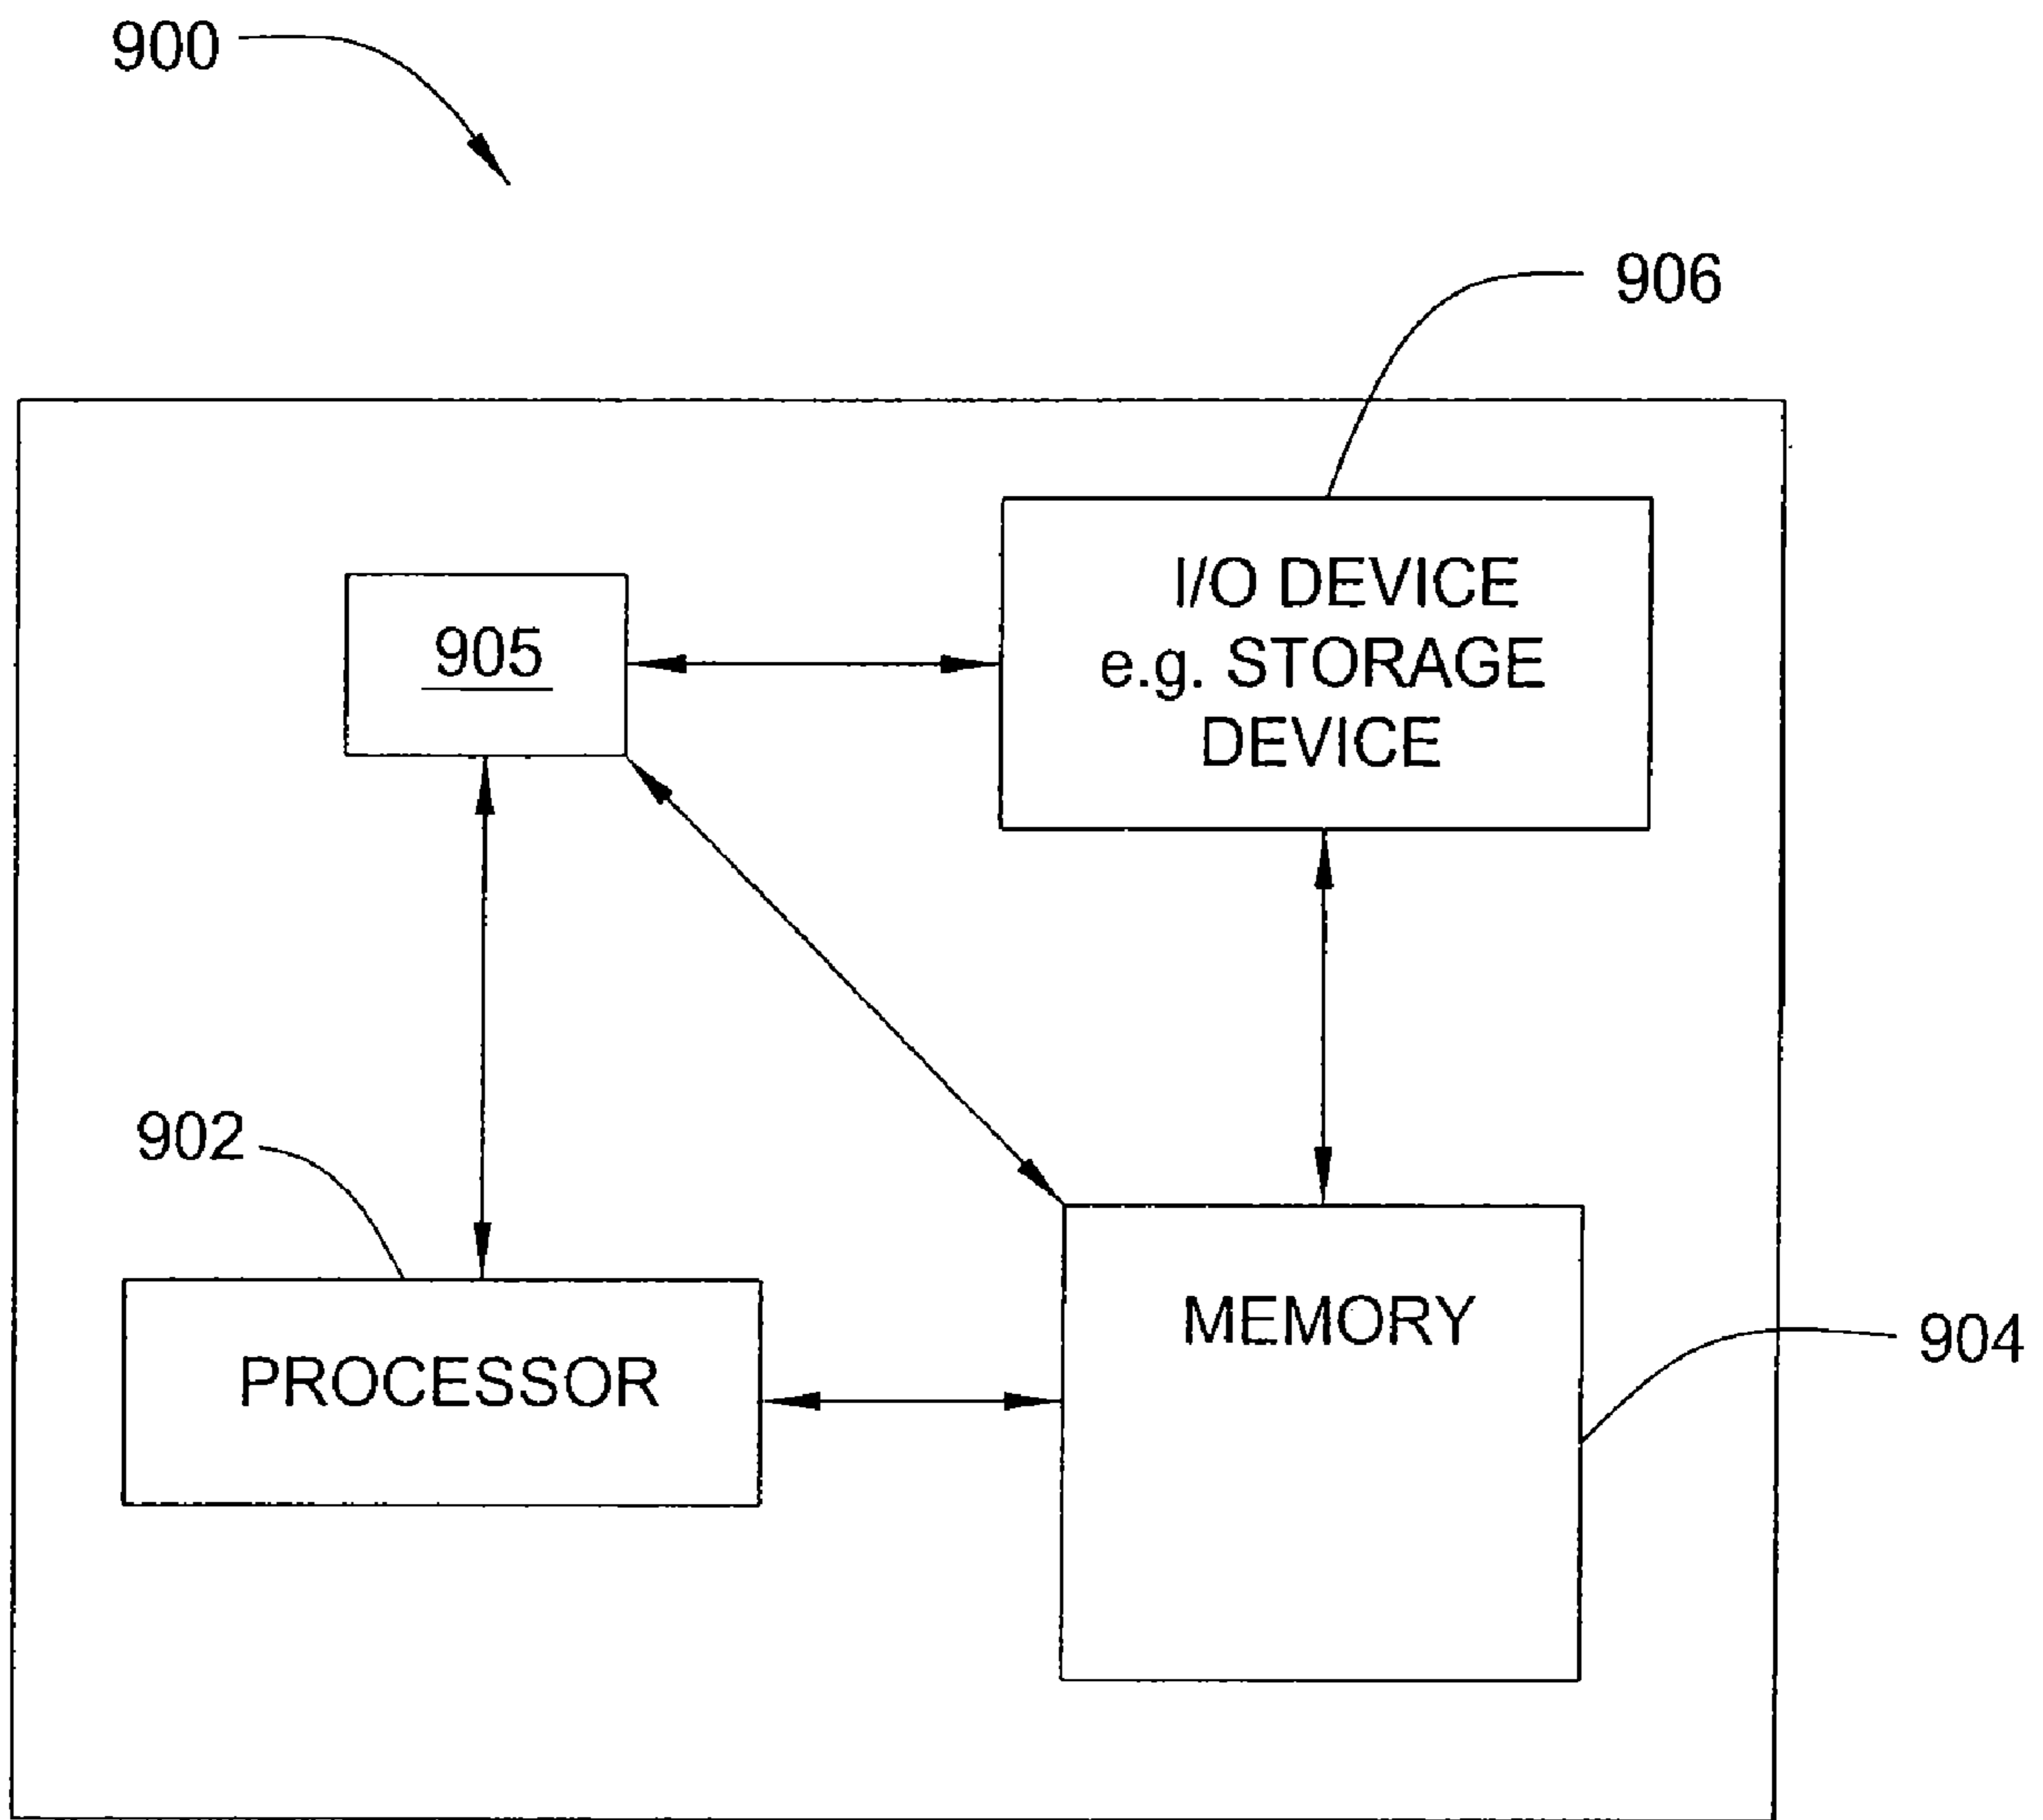 900
906
905
I/O DEVICE
e.g. STORAGE
DEVICE
902
PROCESSOR
MEMORY
904